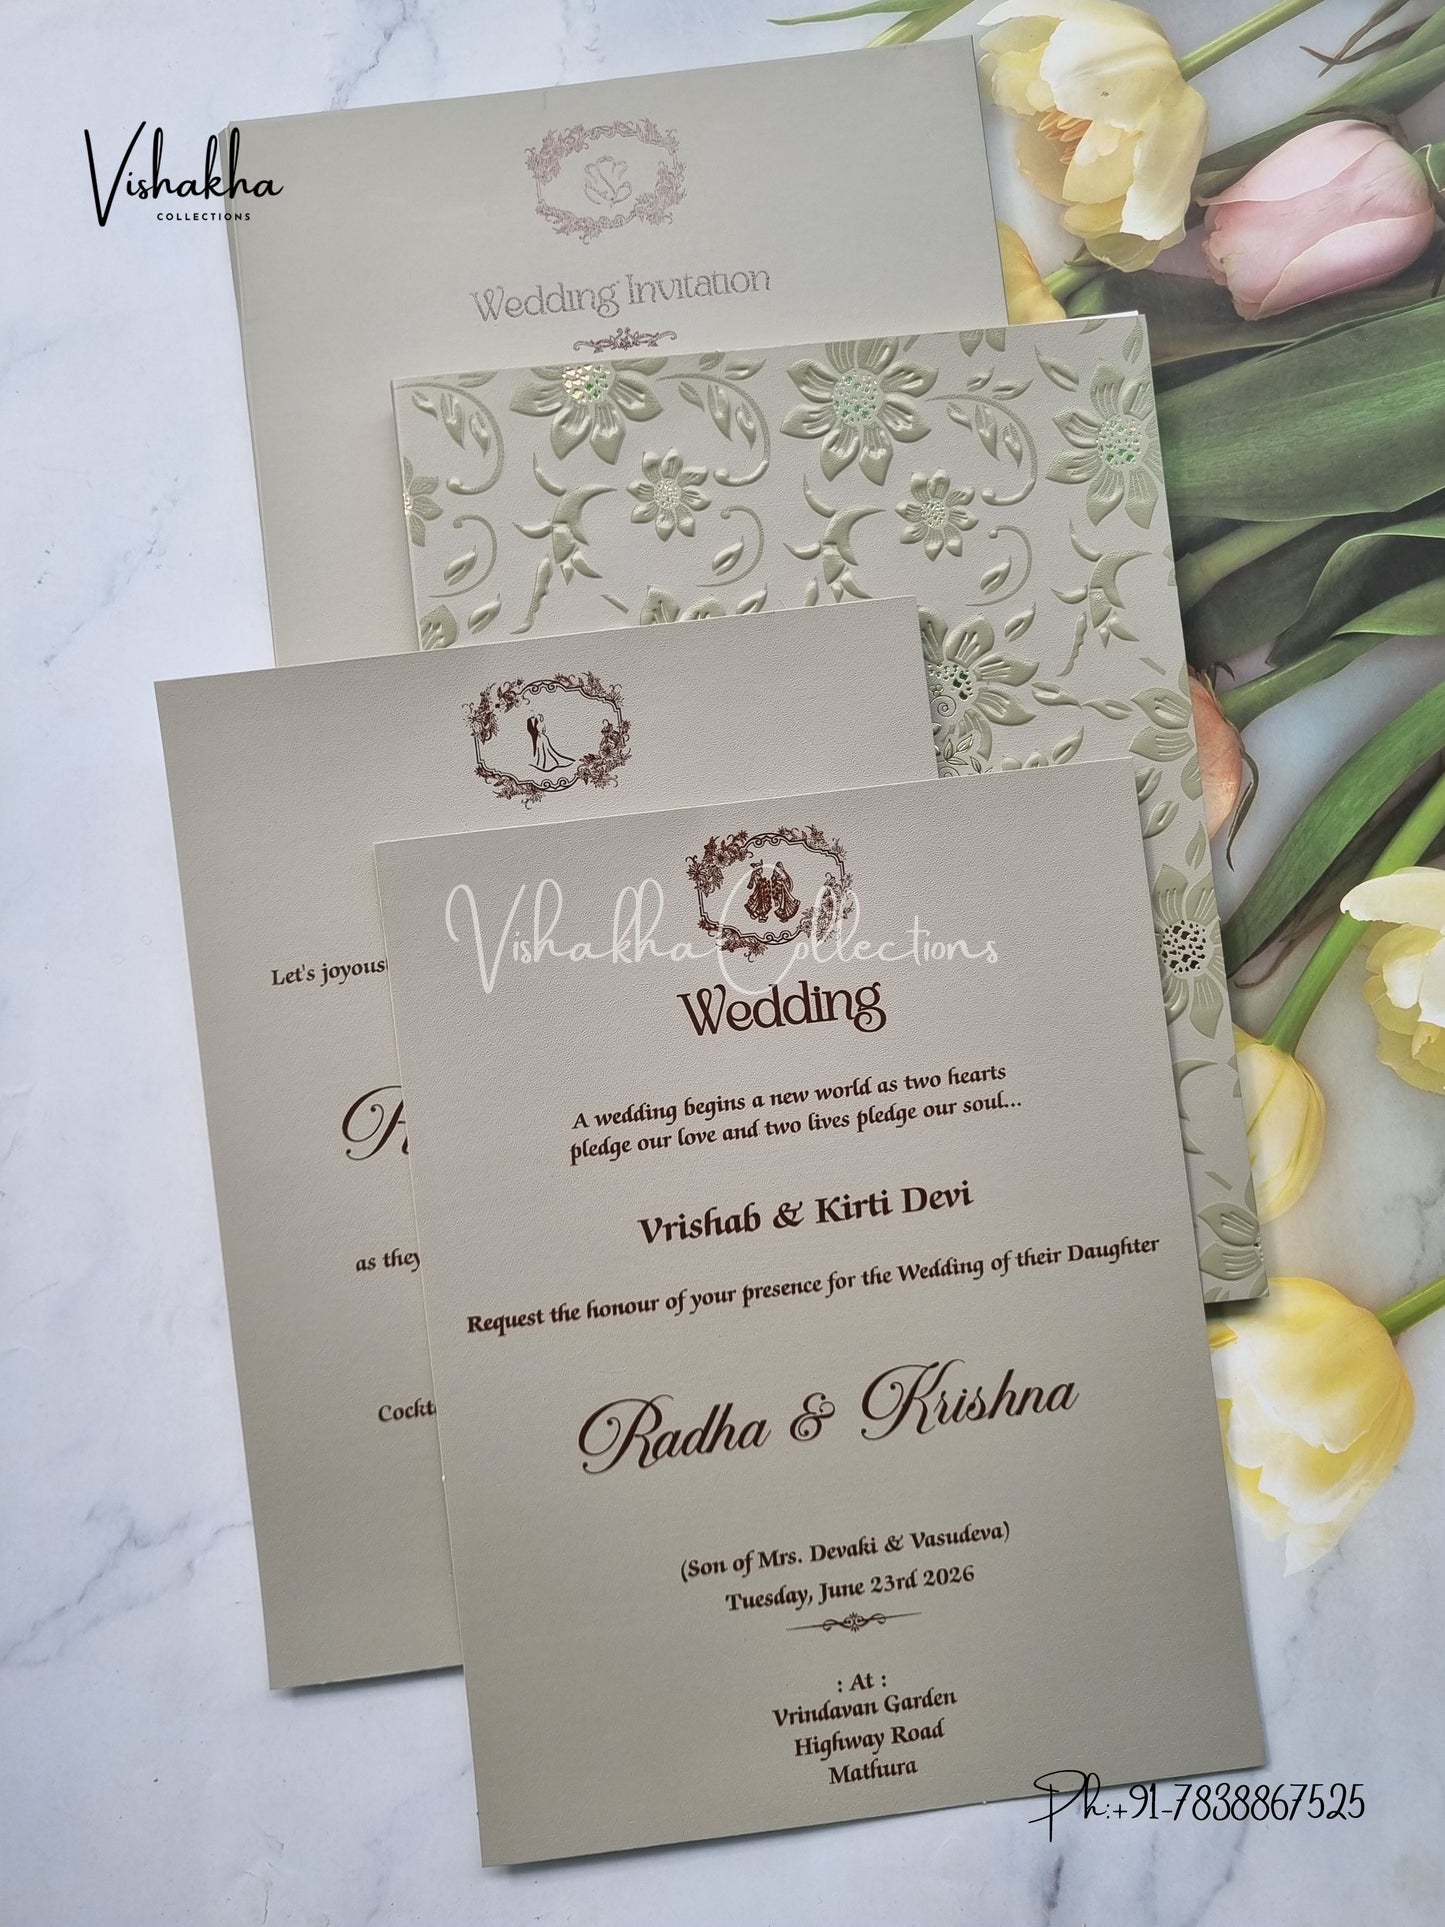 Vishakha
COLLECTIONS
Wedding Invitation
Let's joyous
as they
Vishakha Collections
Wedding
A wedding begins a new world as two hearts
pledge our love and two lives pledge our soul...
Vrishab & Kirti Devi
Request the honour of your presence for the Wedding of their Daughter
Radha & Krishna
(Son of Mrs. Devaki & Vasudeva)
Tuesday, June 23rd 2026
: At :
Vrindavan Garden
Highway Road
Mathura
Ph:+91-7838867525